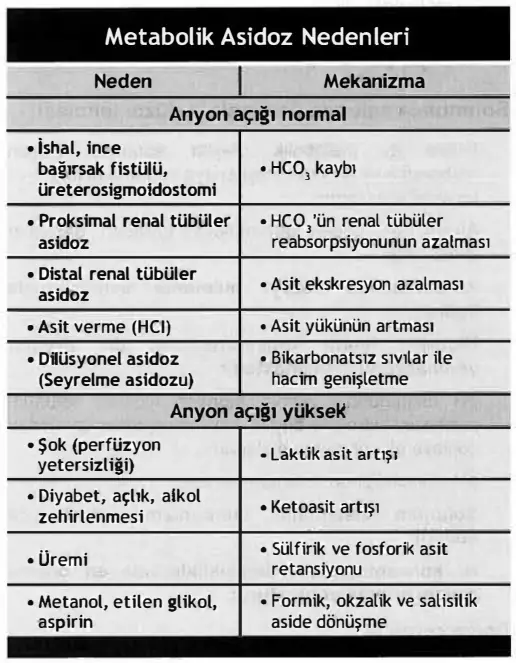 Metabolik Asidoz Nedenleri
Neden
Mekanizma
Anyon açığı normal
• İshal, ince
bağırsak fistülü,
üreterosigmoidostomi
• HCO₃ kaybı
• Proksimal renal tübüler
asidoz
• HCO₃'ün renal tübüler
reabsorpsiyonunun azalması
• Distal renal tübüler
asidoz
• Asit ekskresyon azalması
• Asit verme (HCl)
• Asit yükünün artması
• Dilüsyonel asidoz
(Seyrelme asidozu)
• Bikarbonatsız sıvılar ile
hacim genişletme
Anyon açığı yüksek
• Şok (perfüzyon
yetersizliği)
• Laktik asit artışı
• Diyabet, açlık, alkol
zehirlenmesi
• Ketoasit artışı
• Üremi
• Sülfirik ve fosforik asit
retansiyonu
• Metanol, etilen glikol,
aspirin
• Formik, okzalik ve salisilik
aside dönüşme